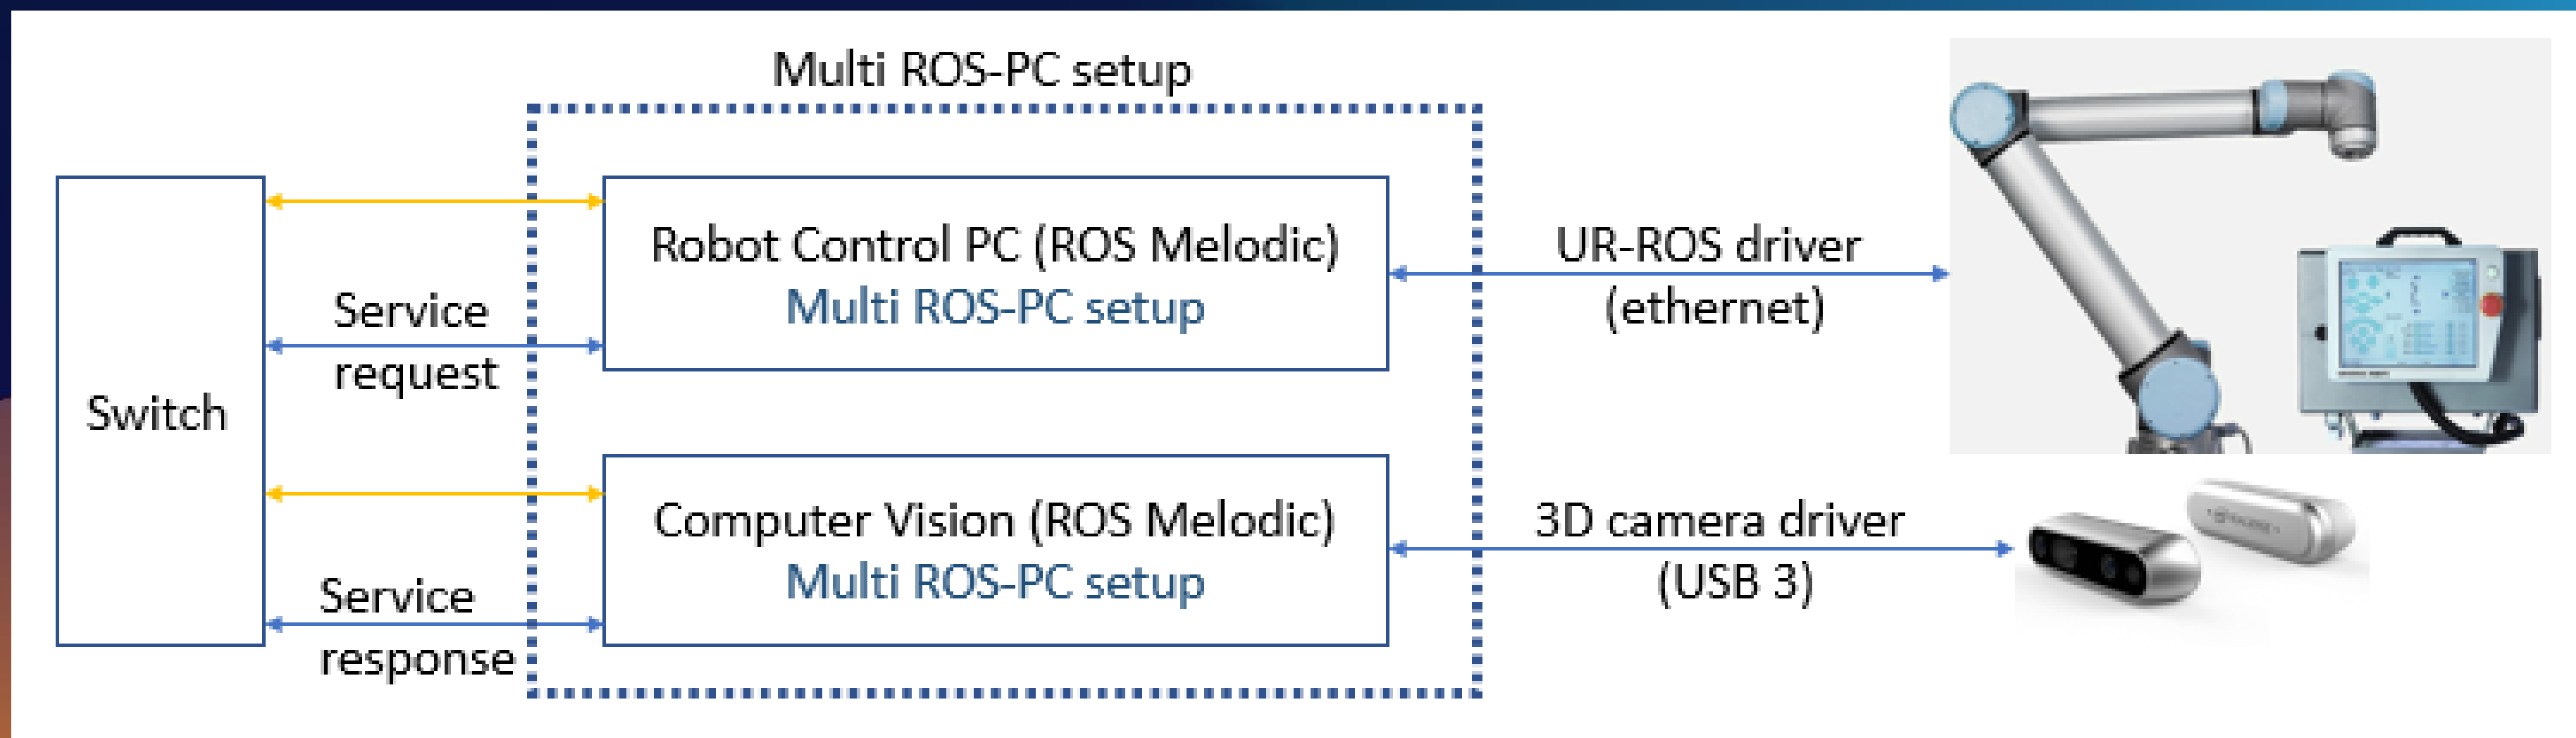 Multi ROS-PC setup
Switch
Service
request
Service
response
Robot Control PC (ROS Melodic)
Multi ROS-PC setup
Computer Vision (ROS Melodic)
Multi ROS-PC setup
UR-ROS driver
(ethernet)
3D camera driver
(USB 3)